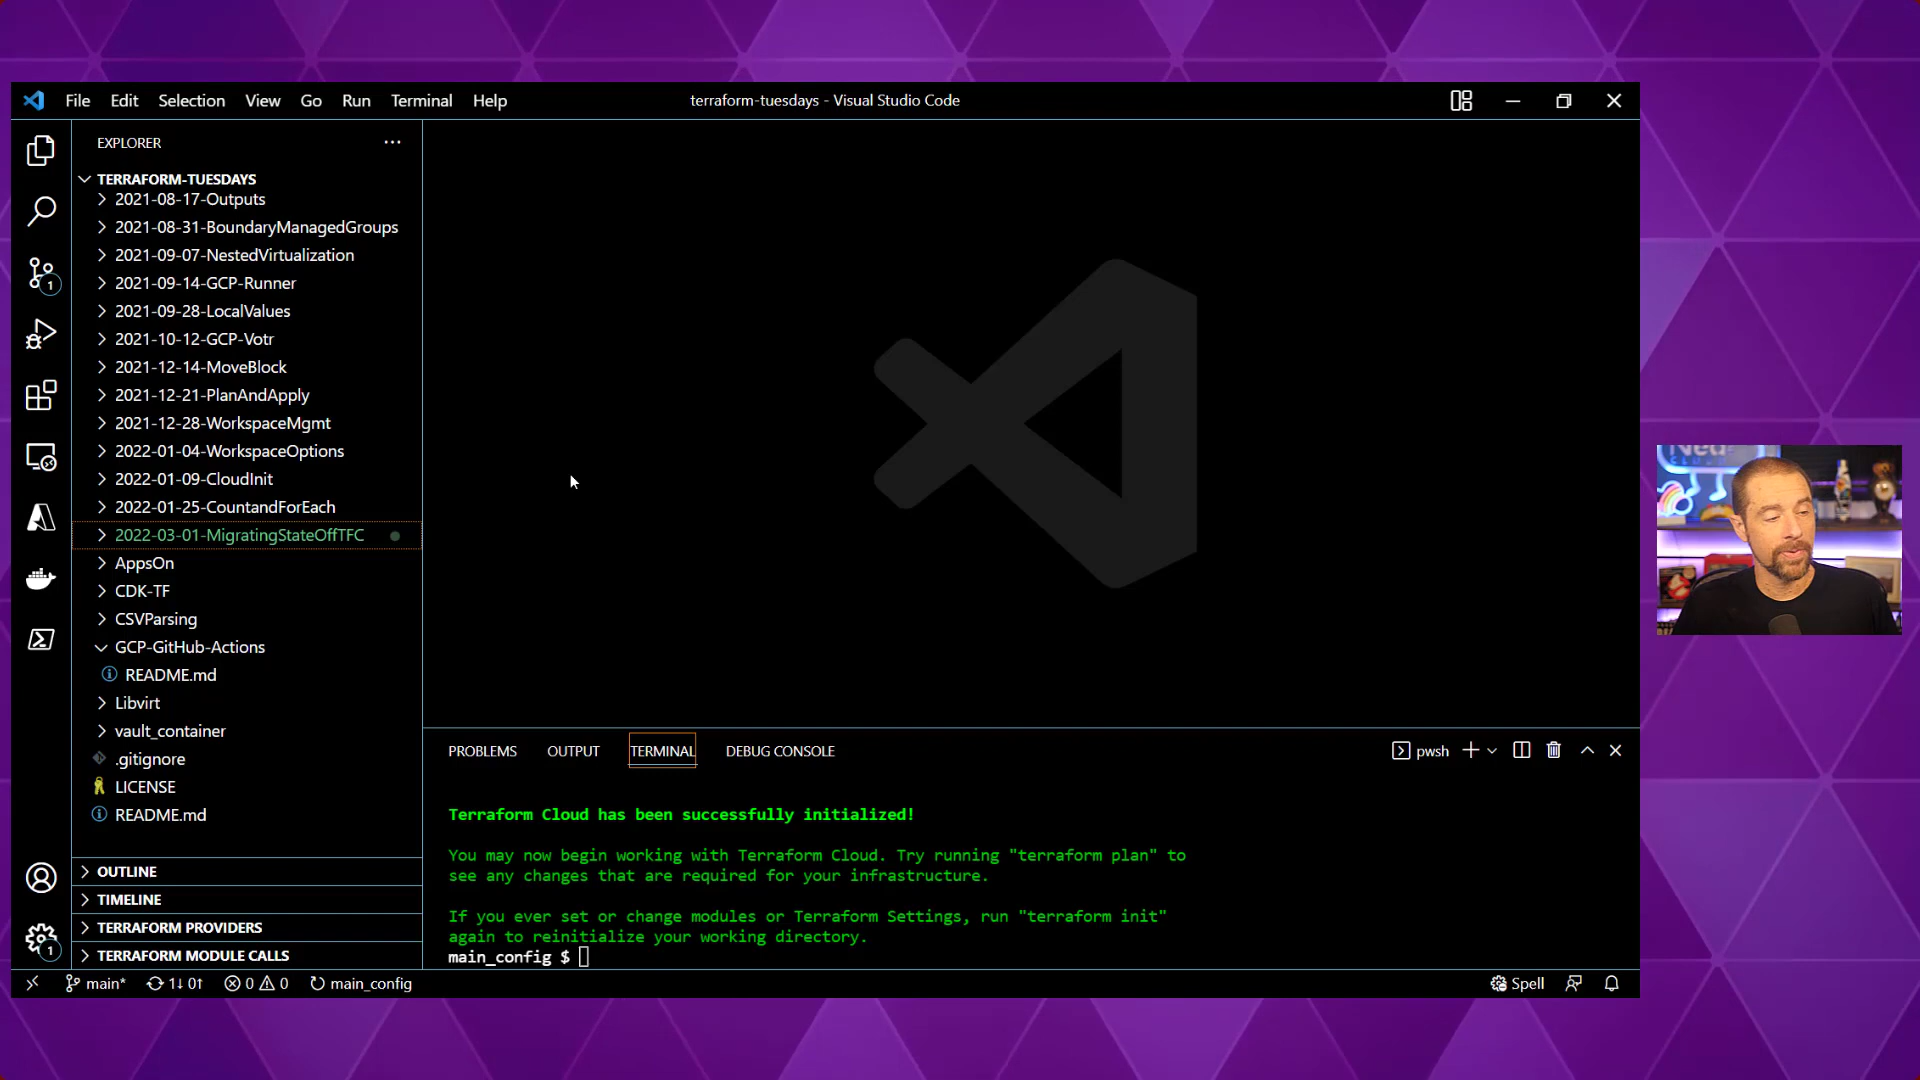 File Edit Selection View Go Run Terminal Help
terraform-tuesdays - Visual Studio Code
EXPLORER
TERRAFORM-TUESDAYS
2021-08-17-Outputs
2021-08-31-BoundaryManagedGroups
2021-09-07-NestedVirtualization
2021-09-14-GCP-Runner
2021-09-28-LocalValues
2021-10-12-GCP-Votr
2021-12-14-MoveBlock
2021-12-21-PlanAndApply
2021-12-28-WorkspaceMgmt
2022-01-04-WorkspaceOptions
2022-01-09-CloudInit
2022-01-25-CountandForEach
2022-03-01-MigratingStateOffTFC
AppsOn
CDK-TF
CSVParsing
GCP-GitHub-Actions
README.md
Libvirt
vault_container
.gitignore
LICENSE
README.md
OUTLINE
TIMELINE
TERRAFORM PROVIDERS
TERRAFORM MODULE CALLS
1
1
PROBLEMS OUTPUT TERMINAL DEBUG CONSOLE
pwsh
Terraform Cloud has been successfully initialized!
You may now begin working with Terraform Cloud. Try running "terraform plan" to
see any changes that are required for your infrastructure.
If you ever set or change modules or Terraform Settings, run "terraform init"
again to reinitialize your working directory.
main_config $
main* 1↓ 0↑ 0 0 main_config
Spell